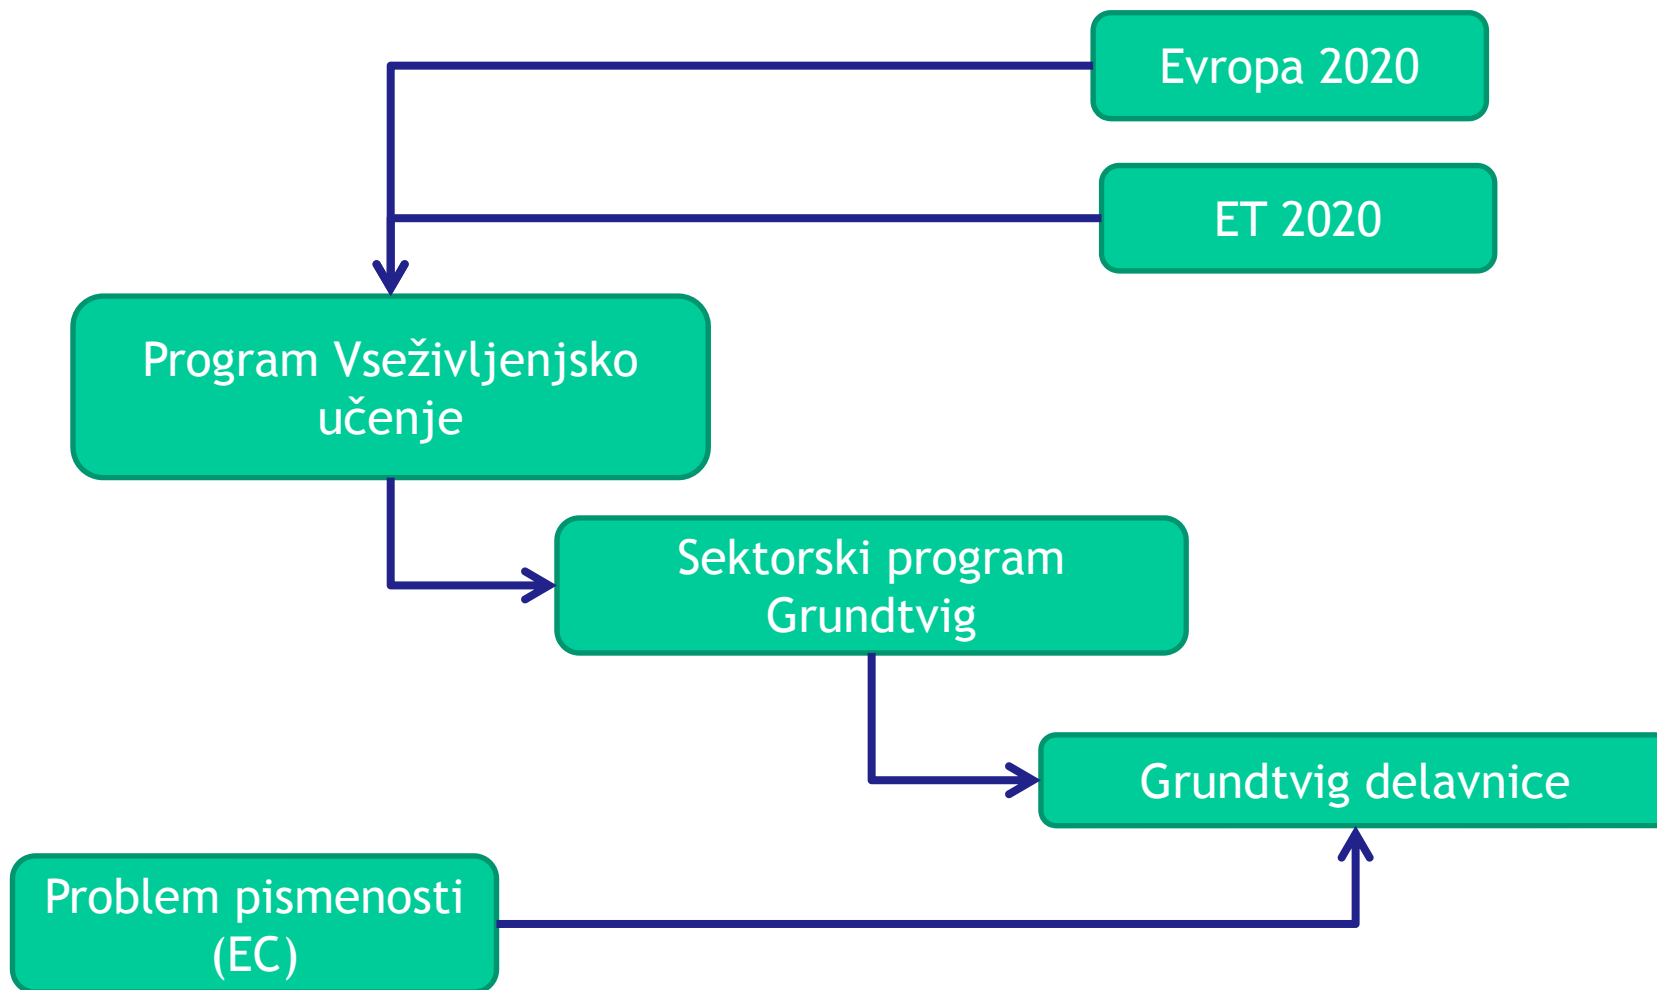 Evropa 2020
ET 2020
Program Vseživljenjsko
učenje
Sektorski program
Grundtvig
Grundtvig delavnice
Problem pismenosti
(EC)